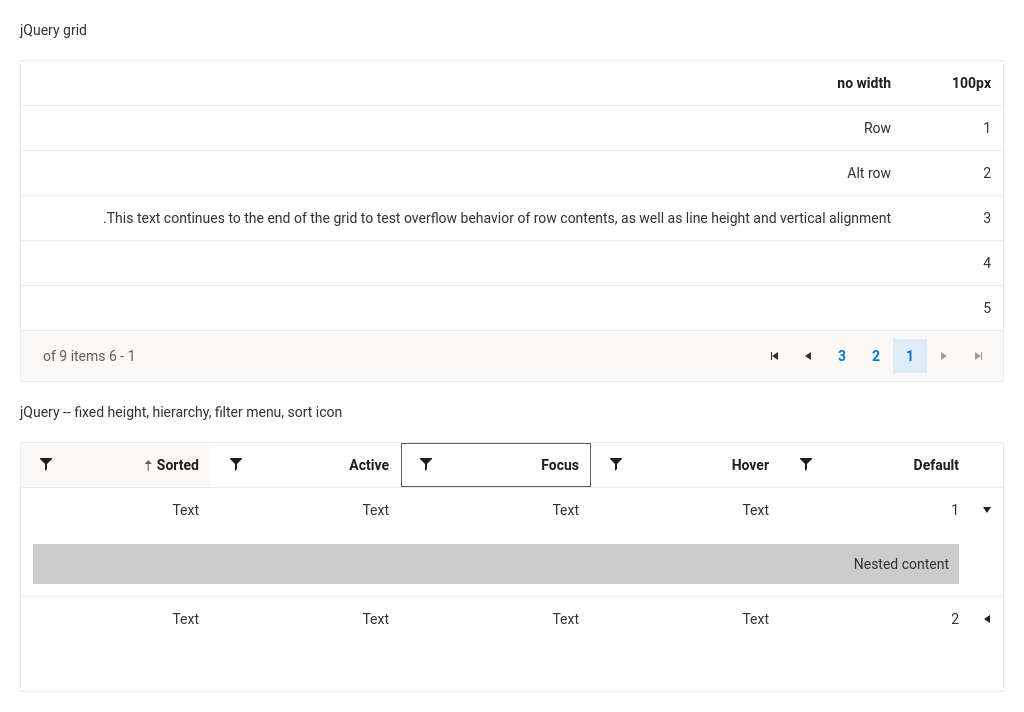 jQuery grid
no width 100px
Row 1
Alt row 2
.This text continues to the end of the grid to test overflow behavior of row contents, as well as line height and vertical alignment 3
4
5
of 9 items 6 - 1 3 2 1
jQuery -- fixed height, hierarchy, filter menu, sort icon
Sorted Active Focus Hover Default
Text Text Text Text 1
Nested content
Text Text Text Text 2